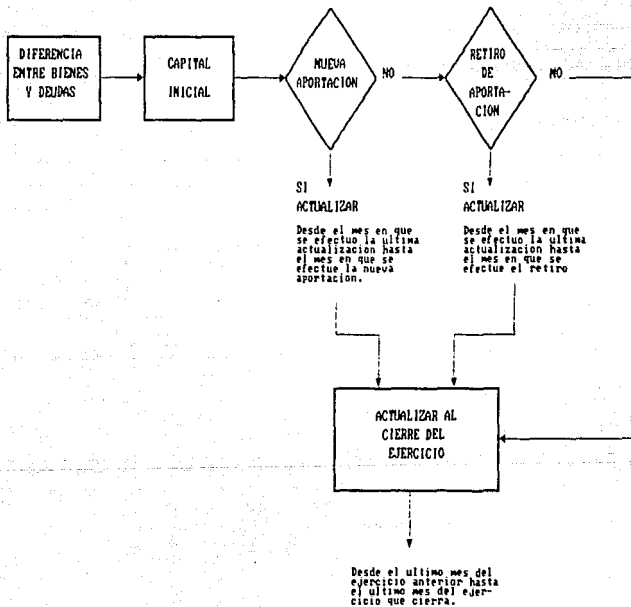 DIFERENCIA
ENTRE BIENES
Y DEUDAS
CAPITAL
INICIAL
NUEVA
APORTACION
NO
RETIRO
DE
APORTA-
CION
NO
SI
ACTUALIZAR
Desde el mes en que
se efectuo la ultima
actualizacion hasta
el mes en que se
efectue la nueva
aportacion.
SI
ACTUALIZAR
Desde el mes en que
se efectuo la ultima
actualizacion hasta
el mes en que se
efectue el retiro
ACTUALIZAR AL
CIERRE DEL
EJERCICIO
Desde el ultimo mes del
ejercicio anterior hasta
el ultimo mes del ejer-
cicio que cierra.